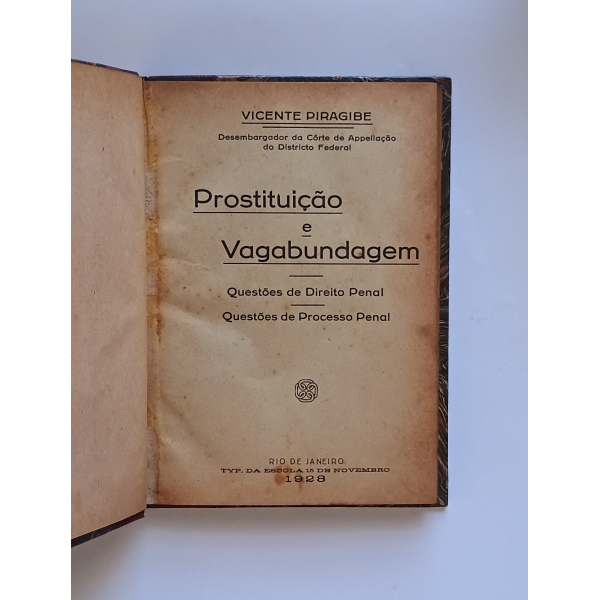 VICENTE PIRAGIBE
Desembargador da Côrte de Appellação
do Districto Federal
Prostituição
e
Vagabundagem
Questões de Direito Penal
Questões de Processo Penal
RIO DE JANEIRO
TYP. DA ESCOLA 15 DE NOVEMBRO
1928